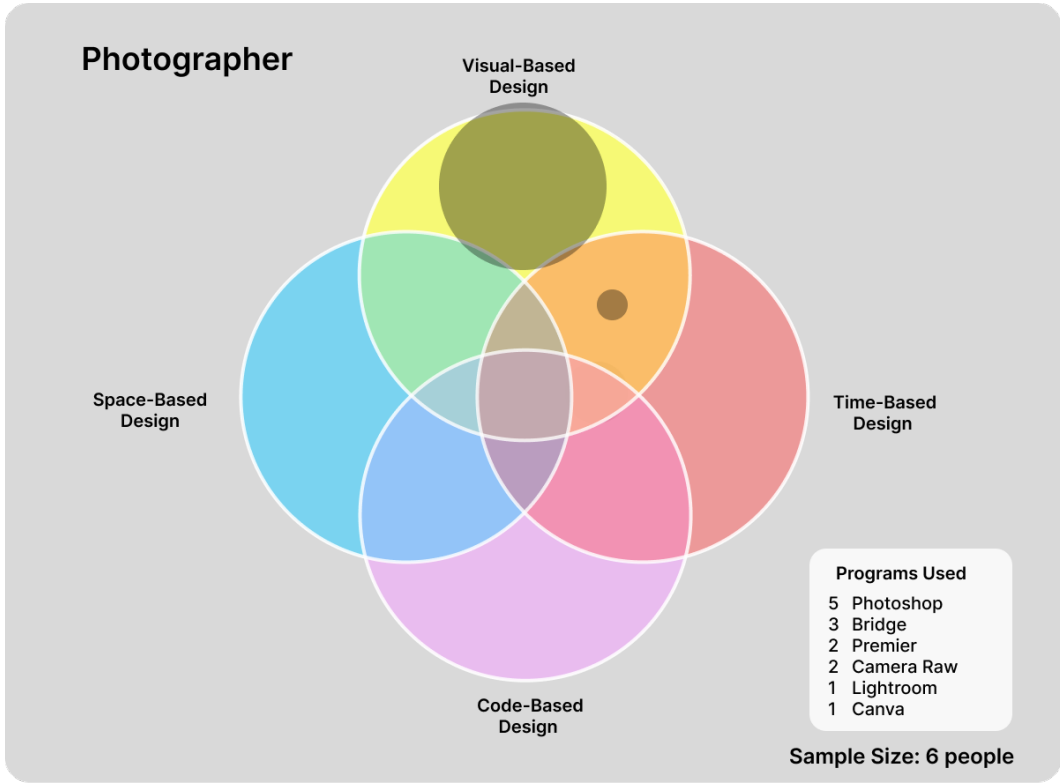 Photographer
Visual-Based
Design
Space-Based
Design
Time-Based
Design
Code-Based
Design
Programs Used
5 Photoshop
3 Bridge
2 Premier
2 Camera Raw
1 Lightroom
1 Canva
Sample Size: 6 people